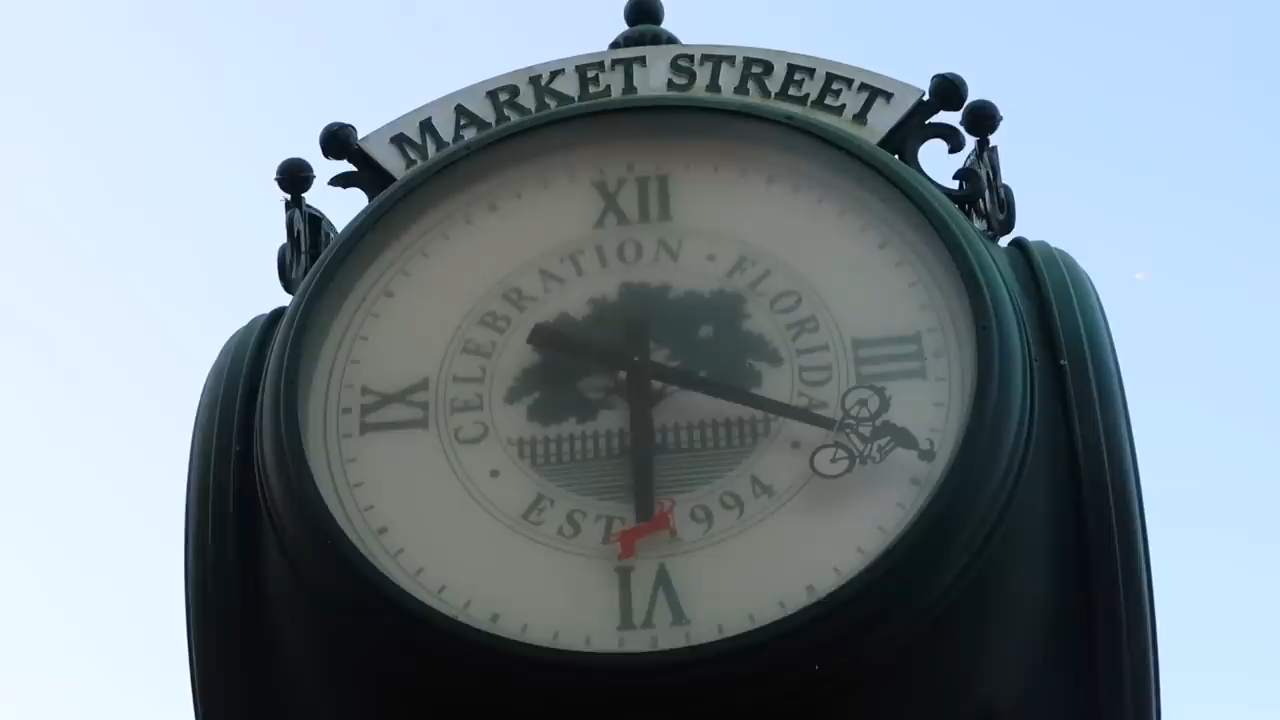 MARKET STREET
XII
CELEBRATION · FLORIDA
III
IX
EST 1994
VI